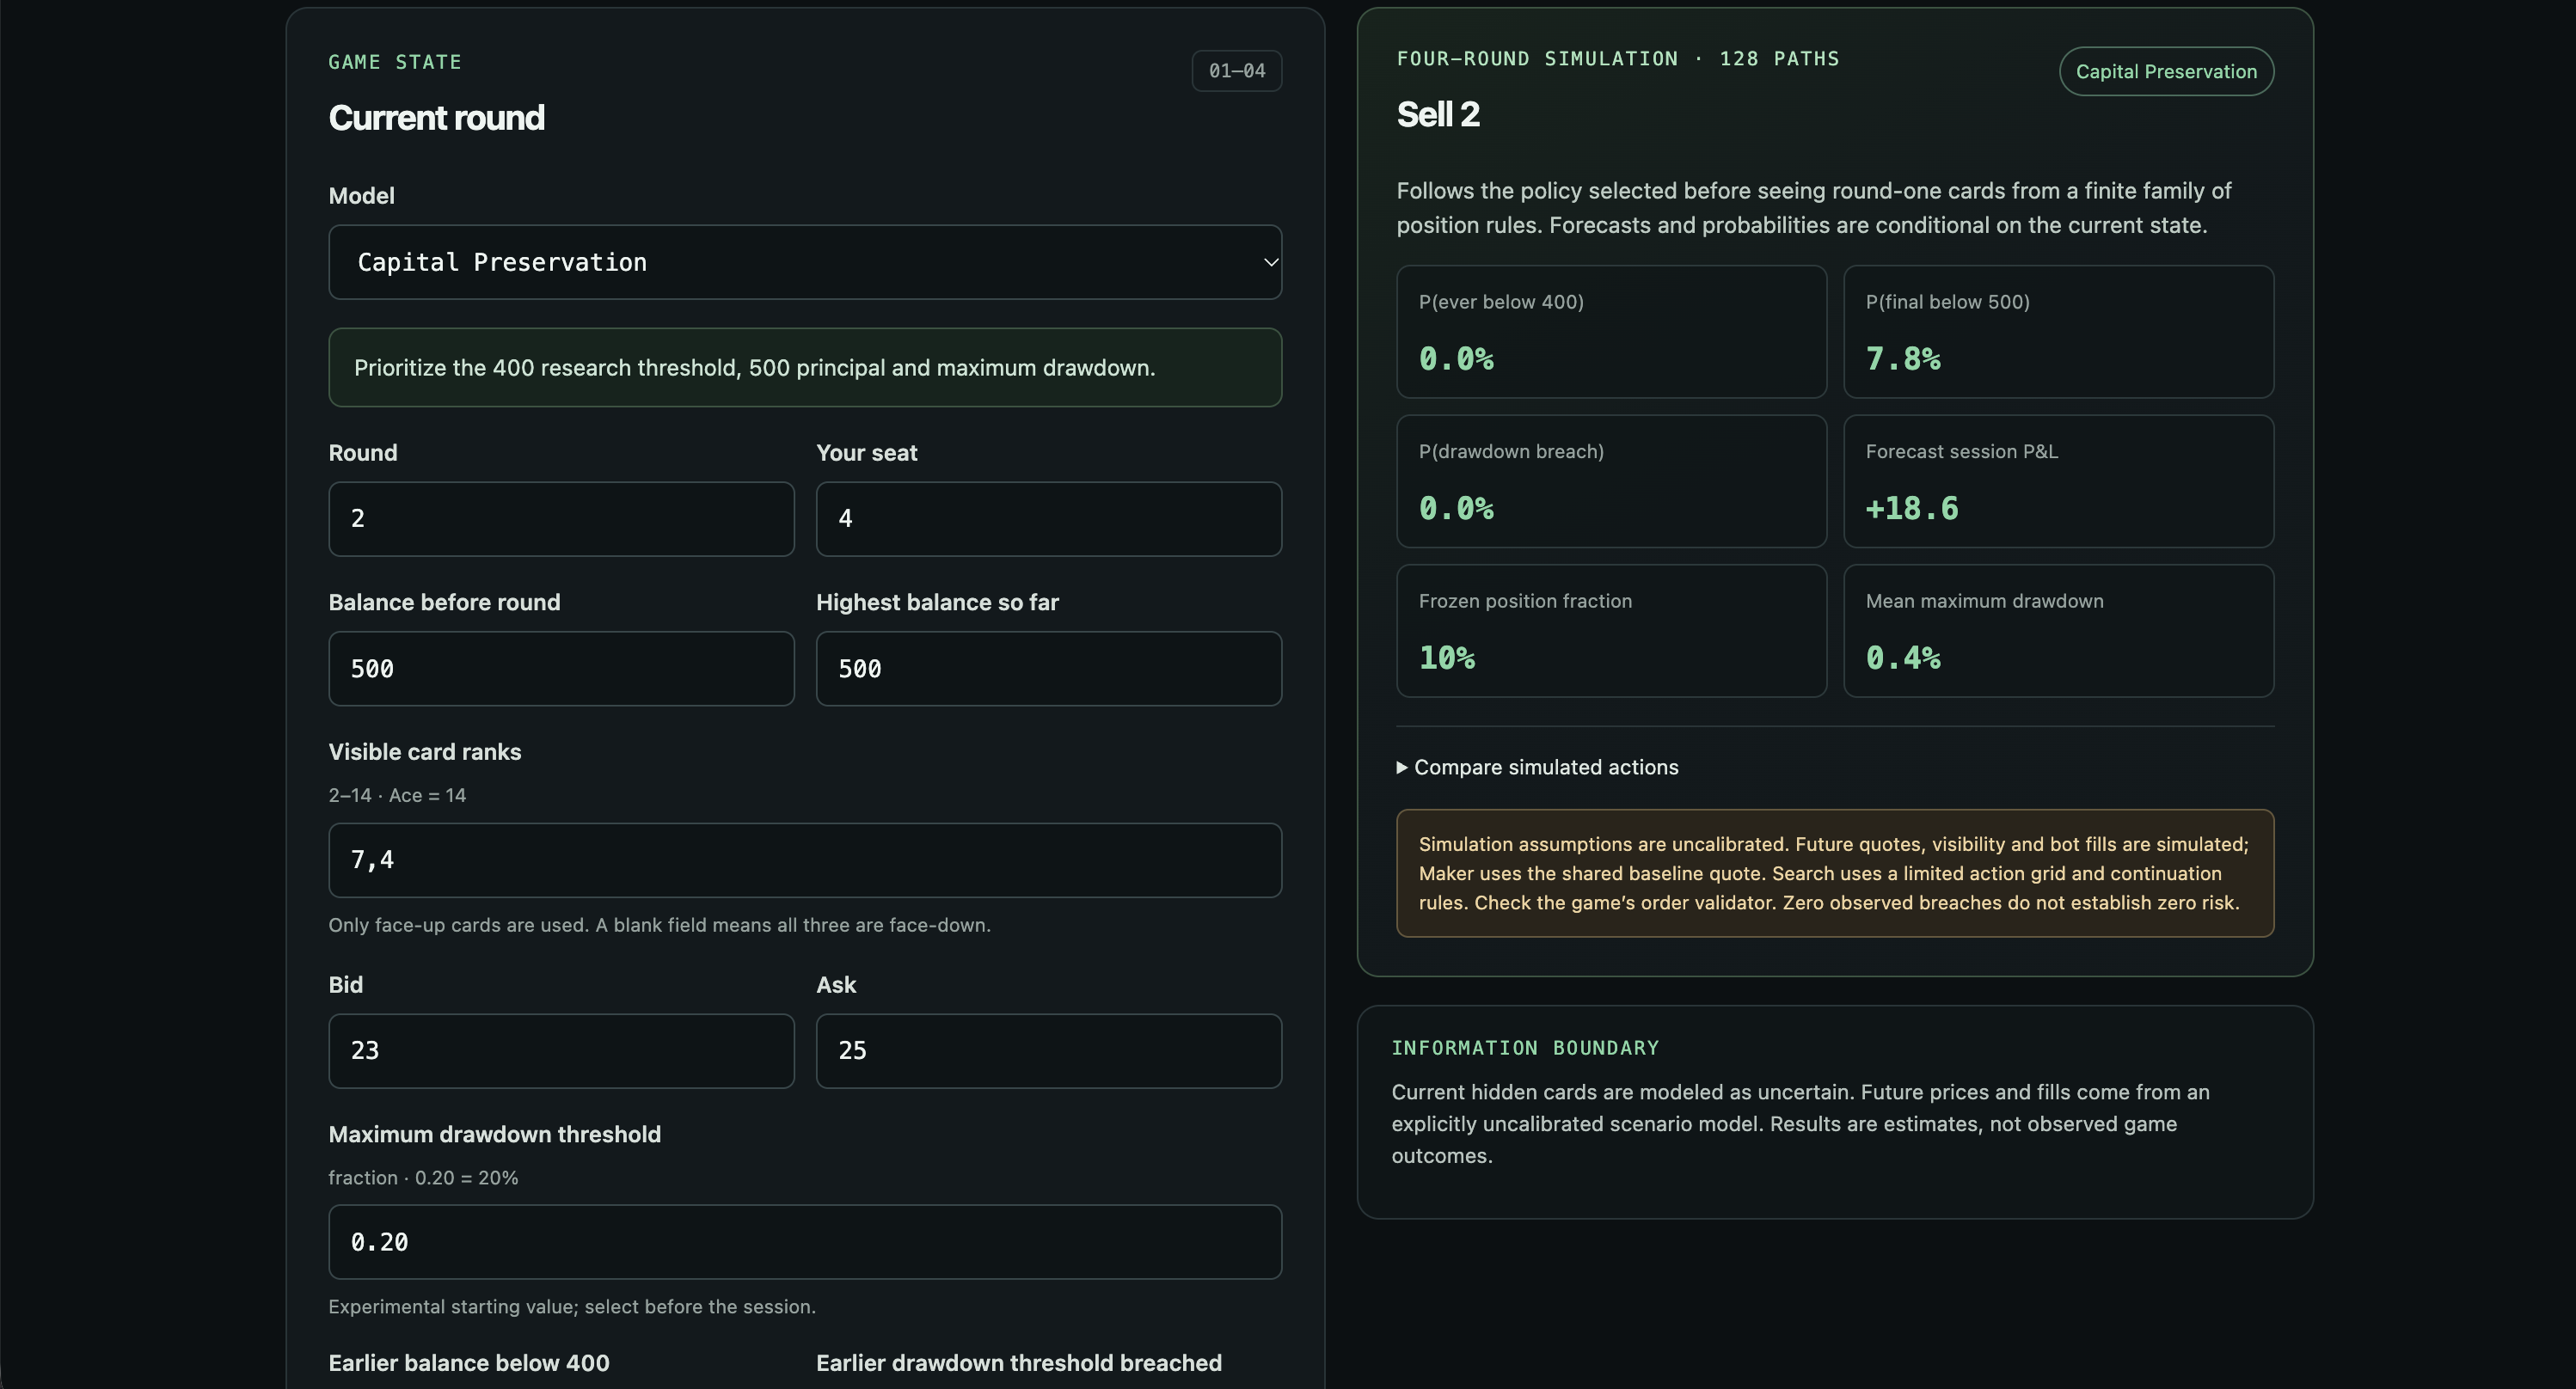 GAME STATE
01–04
Current round
Model
Capital Preservation
Prioritize the 400 research threshold, 500 principal and maximum drawdown.
Round
Your seat
2
4
Balance before round
Highest balance so far
500
500
Visible card ranks
2–14 · Ace = 14
7,4
Only face-up cards are used. A blank field means all three are face-down.
Bid
Ask
23
25
Maximum drawdown threshold
fraction · 0.20 = 20%
0.20
Experimental starting value; select before the session.
Earlier balance below 400
Earlier drawdown threshold breached
FOUR–ROUND SIMULATION · 128 PATHS
Capital Preservation
Sell 2
Follows the policy selected before seeing round-one cards from a finite family of
position rules. Forecasts and probabilities are conditional on the current state.
P(ever below 400)
0.0%
P(final below 500)
7.8%
P(drawdown breach)
0.0%
Forecast session P&L
+18.6
Frozen position fraction
10%
Mean maximum drawdown
0.4%
Compare simulated actions
Simulation assumptions are uncalibrated. Future quotes, visibility and bot fills are simulated;
Maker uses the shared baseline quote. Search uses a limited action grid and continuation
rules. Check the game’s order validator. Zero observed breaches do not establish zero risk.
INFORMATION BOUNDARY
Current hidden cards are modeled as uncertain. Future prices and fills come from an
explicitly uncalibrated scenario model. Results are estimates, not observed game
outcomes.